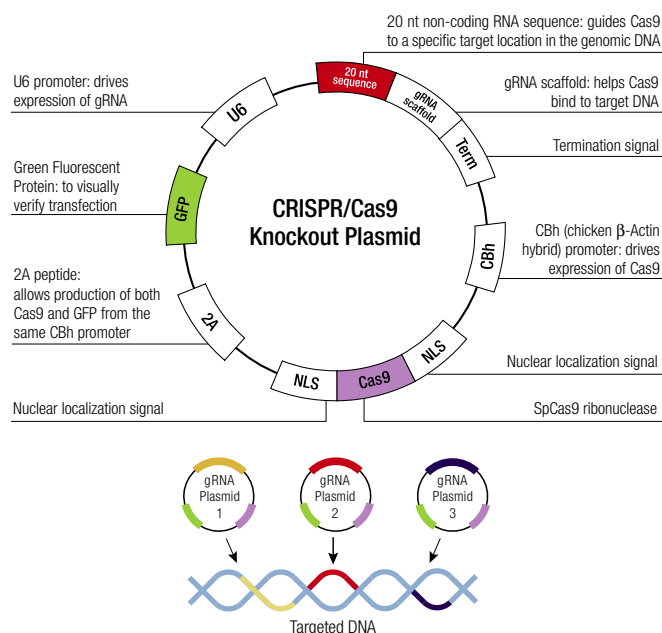 20 nt non-coding RNA sequence: guides Cas9
to a specific target location in the genomic DNA
20 nt
sequence
gRNA
scaffold
gRNA scaffold: helps Cas9
bind to target DNA
U6 promoter: drives
expression of gRNA
U6
Term
Termination signal
Green Fluorescent
Protein: to visually
verify transfection
GFP
CRISPR/Cas9
Knockout Plasmid
CBh
CBh (chicken β-Actin
hybrid) promoter: drives
expression of Cas9
2A peptide:
allows production of both
Cas9 and GFP from the
same CBh promoter
2A
NLS
Cas9
NLS
Nuclear localization signal
Nuclear localization signal
SpCas9 ribonuclease
gRNA
Plasmid
1
gRNA
Plasmid
2
gRNA
Plasmid
3
Targeted DNA